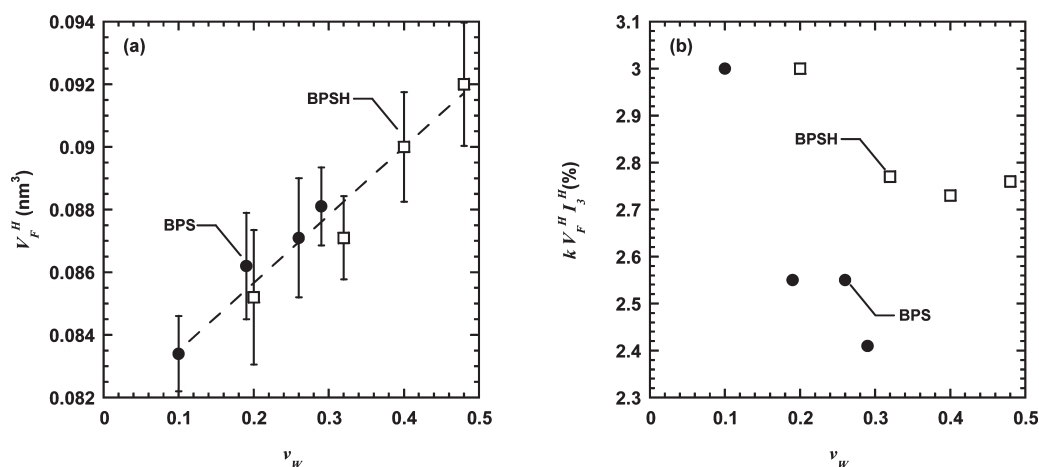 0.094
(a)
0.092
BPSH
0.09
V_F^H (nm³)
0.088
BPS
0.086
0.084
0.082
0 0.1 0.2 0.3 0.4 0.5
v_W
3.1
(b)
3
2.9
BPSH
2.8
k V_F^H I_3^H (%)
2.7
2.6
2.5
BPS
2.4
2.3
0 0.1 0.2 0.3 0.4 0.5
v_W